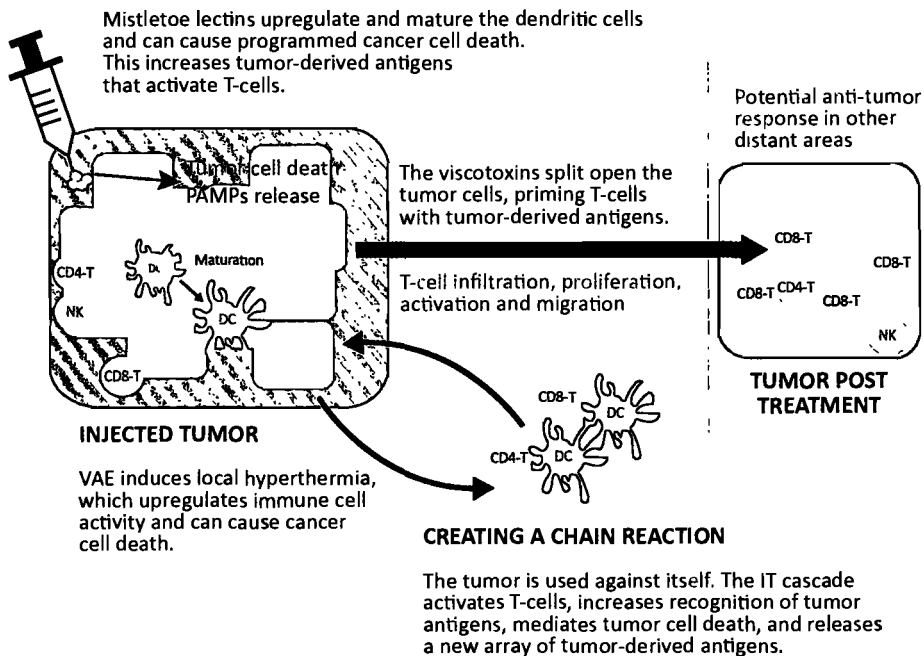 Mistletoe lectins upregulate and mature the dendritic cells
and can cause programmed cancer cell death.
This increases tumor-derived antigens
that activate T-cells.
Potential anti-tumor
response in other
distant areas
Tumor cell death
PAMPs release
The viscotoxins split open the
tumor cells, priming T-cells
with tumor-derived antigens.
CD4-T
Maturation
NK
DC
CD8-T
T-cell infiltration, proliferation,
activation and migration
CD8-T
CD8-T
CD8-T
CD4-T
CD8-T
NK
TUMOR POST
TREATMENT
INJECTED TUMOR
VAE induces local hyperthermia,
which upregulates immune cell
activity and can cause cancer
cell death.
CD8-T
DC
CD4-T
DC
CREATING A CHAIN REACTION
The tumor is used against itself. The IT cascade
activates T-cells, increases recognition of tumor
antigens, mediates tumor cell death, and releases
a new array of tumor-derived antigens.